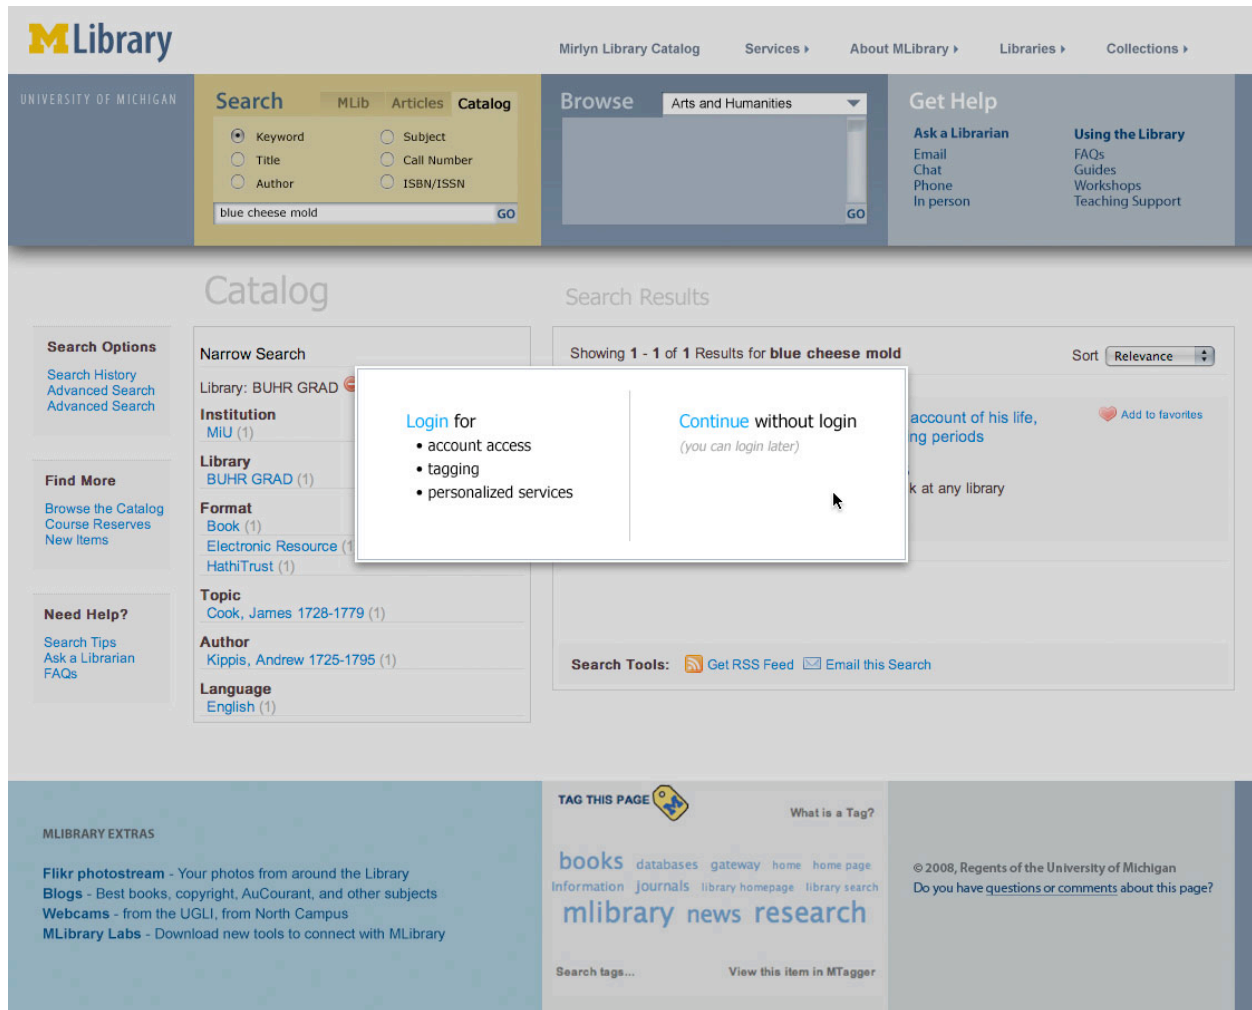 MLibrary
Mirlyn Library Catalog Services About MLibrary Libraries Collections
UNIVERSITY OF MICHIGAN
Search MLib Articles Catalog
Keyword Subject
Title Call Number
Author ISBN/ISSN
blue cheese mold GO
Browse Arts and Humanities
GO
Get Help
Ask a Librarian
Email
Chat
Phone
In person
Using the Library
FAQs
Guides
Workshops
Teaching Support
Catalog
Search Results
Search Options
Search History
Advanced Search
Advanced Search
Find More
Browse the Catalog
Course Reserves
New Items
Need Help?
Search Tips
Ask a Librarian
FAQs
Narrow Search
Library: BUHR GRAD
Institution
MiU (1)
Library
BUHR GRAD (1)
Format
Book (1)
Electronic Resource (1
HathiTrust (1)
Topic
Cook, James 1728-1779 (1)
Author
Kippis, Andrew 1725-1795 (1)
Language
English (1)
Showing 1 - 1 of 1 Results for blue cheese mold
Sort Relevance
account of his life,
periods
Add to favorites
at any library
Login for
• account access
• tagging
• personalized services
Continue without login
(you can login later)
Search Tools: Get RSS Feed Email this Search
MLIBRARY EXTRAS
Flikr photostream - Your photos from around the Library
Blogs - Best books, copyright, AuCourant, and other subjects
Webcams - from the UGLI, from North Campus
MLibrary Labs - Download new tools to connect with MLibrary
TAG THIS PAGE
What is a Tag?
books databases gateway home home page
Information journals library homepage library search
mlibrary news research
Search tags... View this item in MTagger
© 2008, Regents of the University of Michigan
Do you have questions or comments about this page?